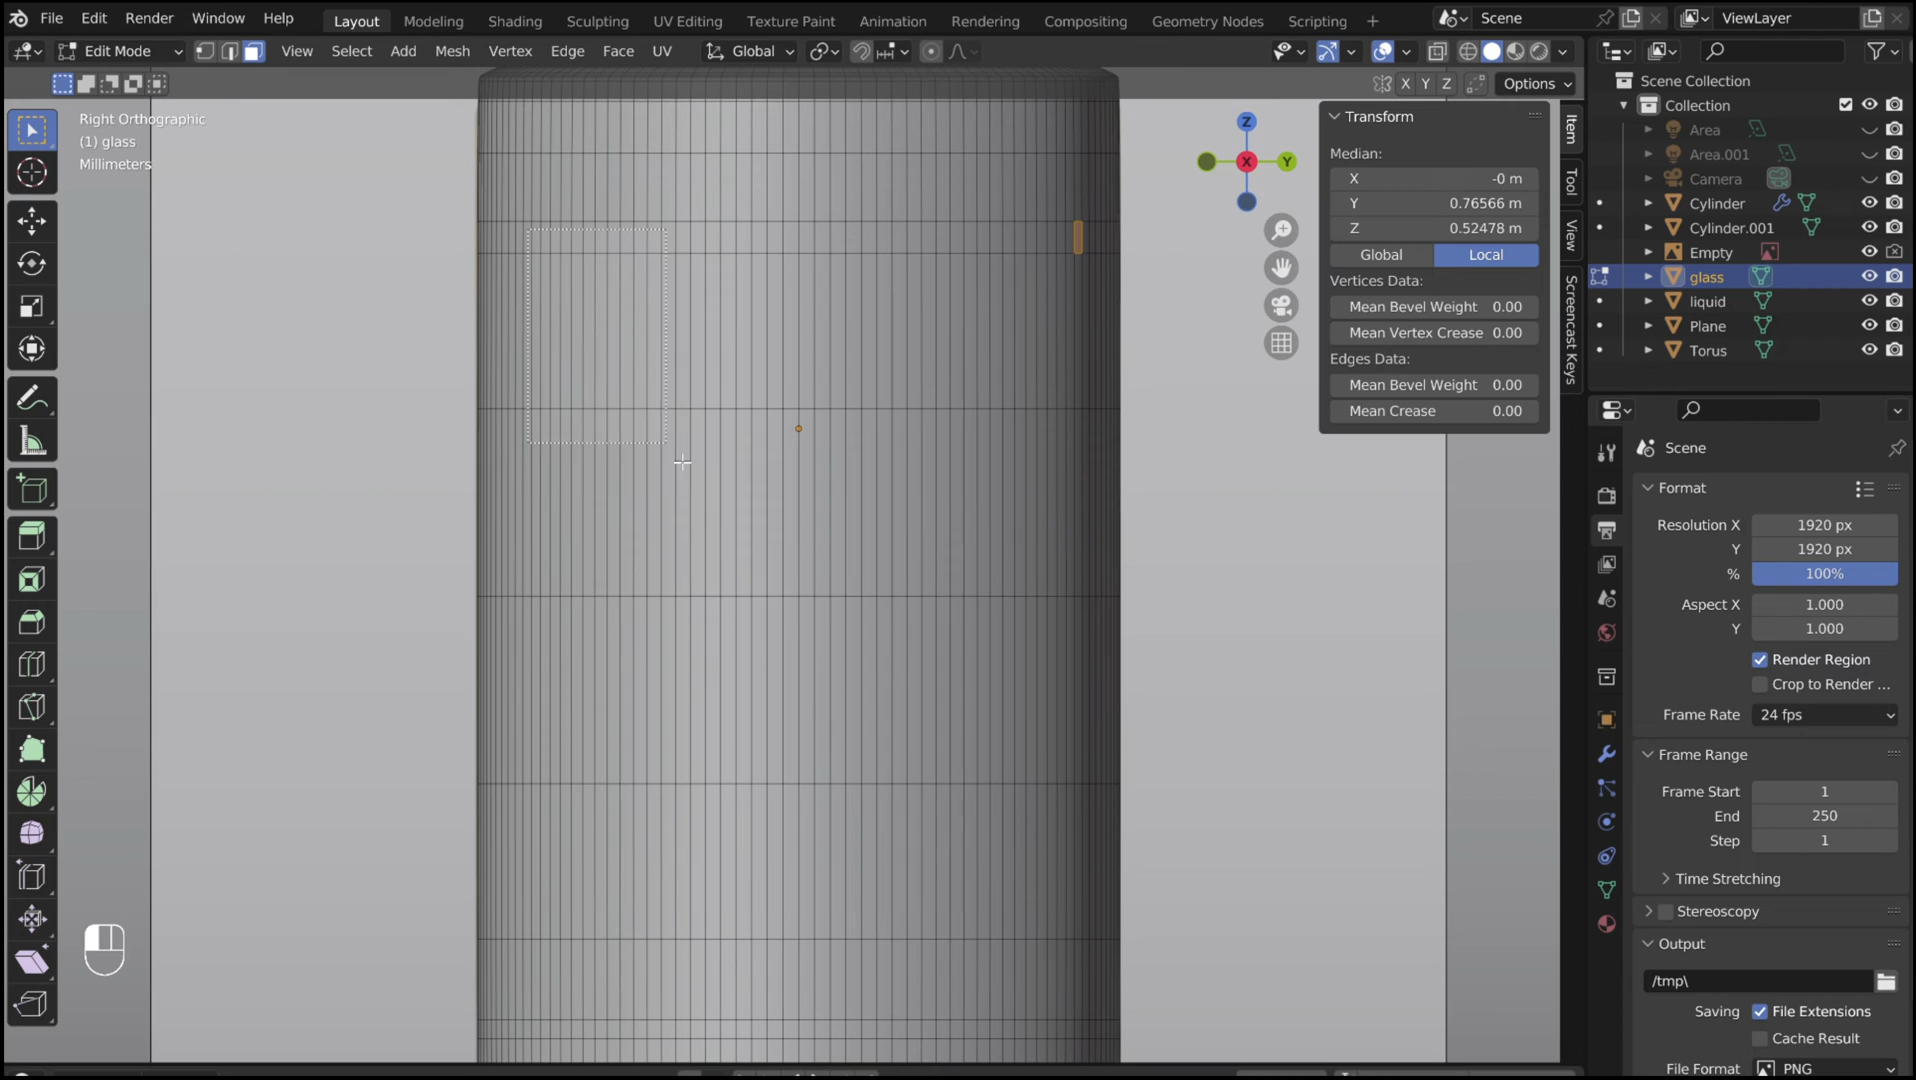 File Edit Render Window Help Layout Modeling Shading Sculpting UV Editing Texture Paint Animation Rendering Compositing Geometry Nodes Scripting + Scene ViewLayer
Edit Mode View Select Add Mesh Vertex Edge Face UV Global
X Y Z Options
Right Orthographic
(1) glass
Millimeters
Z
X
Y
Transform
Median:
X -0 m
Y 0.76566 m
Z 0.52478 m
Global Local
Vertices Data:
Mean Bevel Weight 0.00
Mean Vertex Crease 0.00
Edges Data:
Mean Bevel Weight 0.00
Mean Crease 0.00
Item
Tool
View
Screencast Keys
Scene Collection
Collection
Area
Area.001
Camera
Cylinder
Cylinder.001
Empty
glass
liquid
Plane
Torus
Scene
Format
Resolution X 1920 px
Y 1920 px
% 100%
Aspect X 1.000
Y 1.000
Render Region
Crop to Render ...
Frame Rate 24 fps
Frame Range
Frame Start 1
End 250
Step 1
Time Stretching
Stereoscopy
Output
/tmp\
Saving File Extensions
Cache Result
File Format PNG